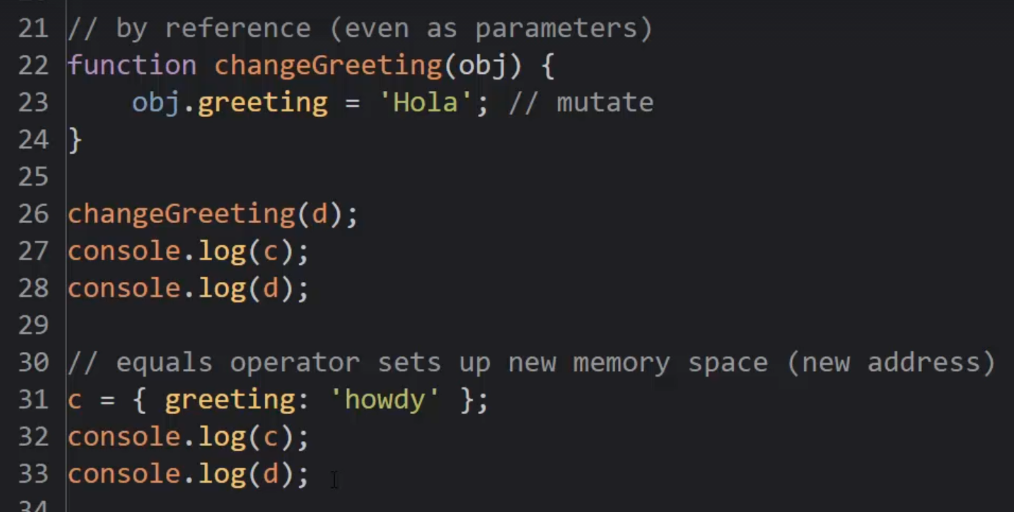 21 // by reference (even as parameters)
22 function changeGreeting(obj) {
23     obj.greeting = 'Hola'; // mutate
24 }
25
26 changeGreeting(d);
27 console.log(c);
28 console.log(d);
29
30 // equals operator sets up new memory space (new address)
31 c = { greeting: 'howdy' };
32 console.log(c);
33 console.log(d);
34